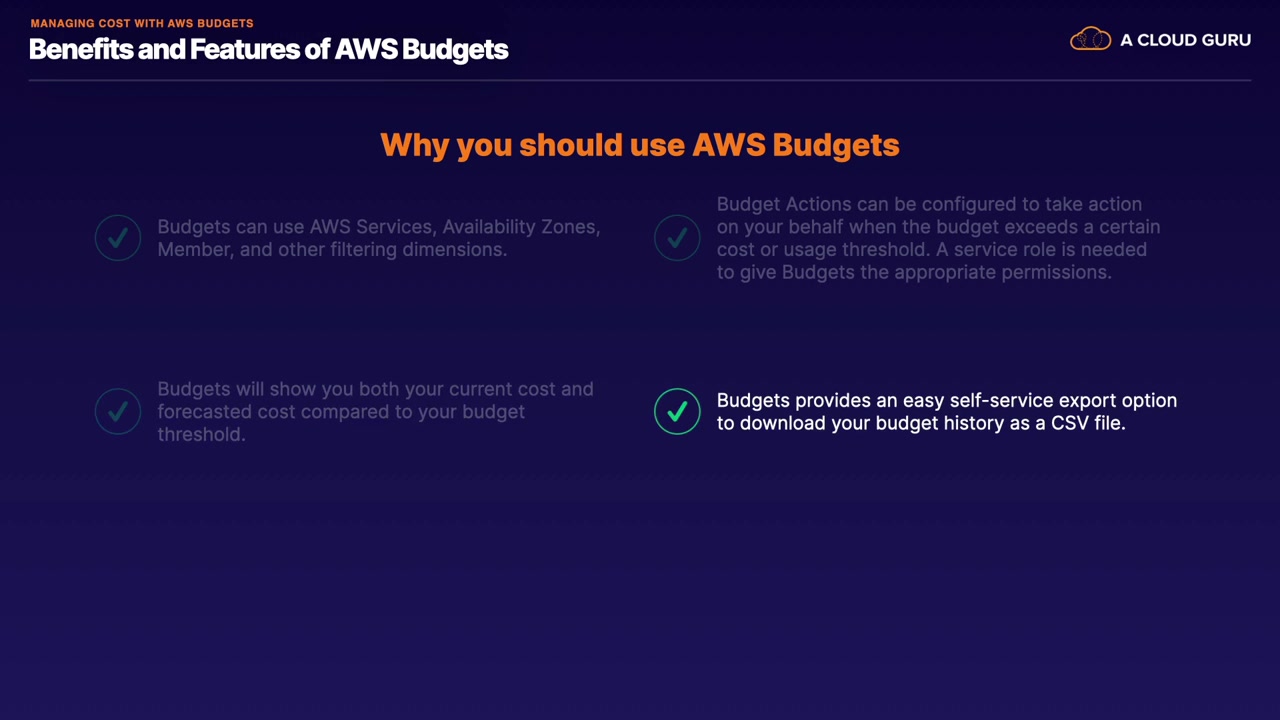 MANAGING COST WITH AWS BUDGETS
Benefits and Features of AWS Budgets
A CLOUD GURU
Why you should use AWS Budgets
Budgets can use AWS Services, Availability Zones,
Member, and other filtering dimensions.
Budget Actions can be configured to take action
on your behalf when the budget exceeds a certain
cost or usage threshold. A service role is needed
to give Budgets the appropriate permissions.
Budgets will show you both your current cost and
forecasted cost compared to your budget
threshold.
Budgets provides an easy self-service export option
to download your budget history as a CSV file.